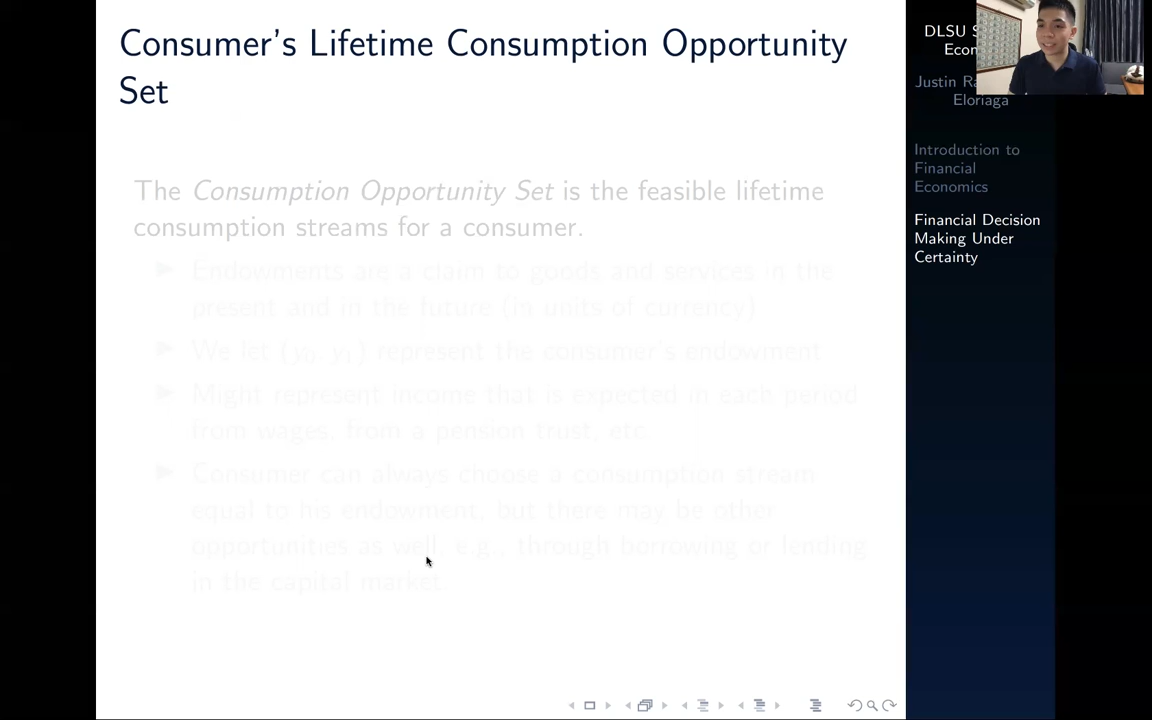 Consumer's Lifetime Consumption Opportunity
Set
The Consumption Opportunity Set is the feasible lifetime
consumption streams for a consumer.
▶ Endowments are a claim to goods and services in the
present and in the future (in units of currency)
▶ We let (y₀, y₁) represent the consumer's endowment
▶ Might represent income that is expected in each period
from wages, from a pension trust, etc
▶ Consumer can always choose a consumption stream
equal to his endowment, but there may be other
opportunities as well, e.g., through borrowing or lending
in the capital market.
DLSU
Justin
Eloriaga
Introduction to
Financial
Economics
Financial Decision
Making Under
Certainty